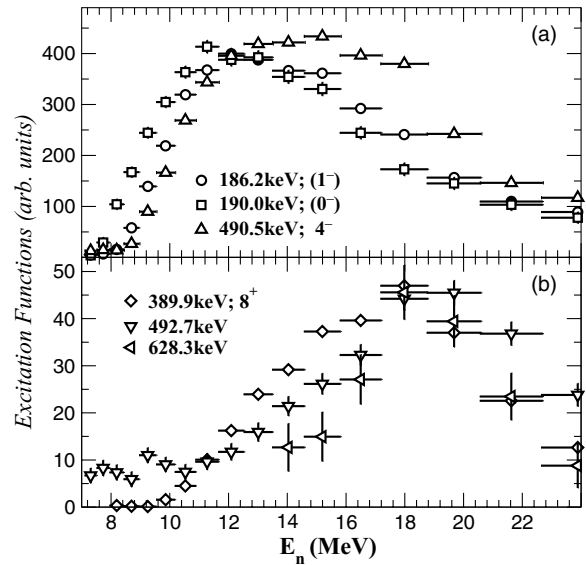 Excitation Functions (arb. units)
(a)
400
300
200
100
186.2keV; (1⁻)
190.0keV; (0⁻)
490.5keV; 4⁻
(b)
50
40
30
20
10
0
389.9keV; 8⁺
492.7keV
628.3keV
8 10 12 14 16 18 20 22
E_n (MeV)